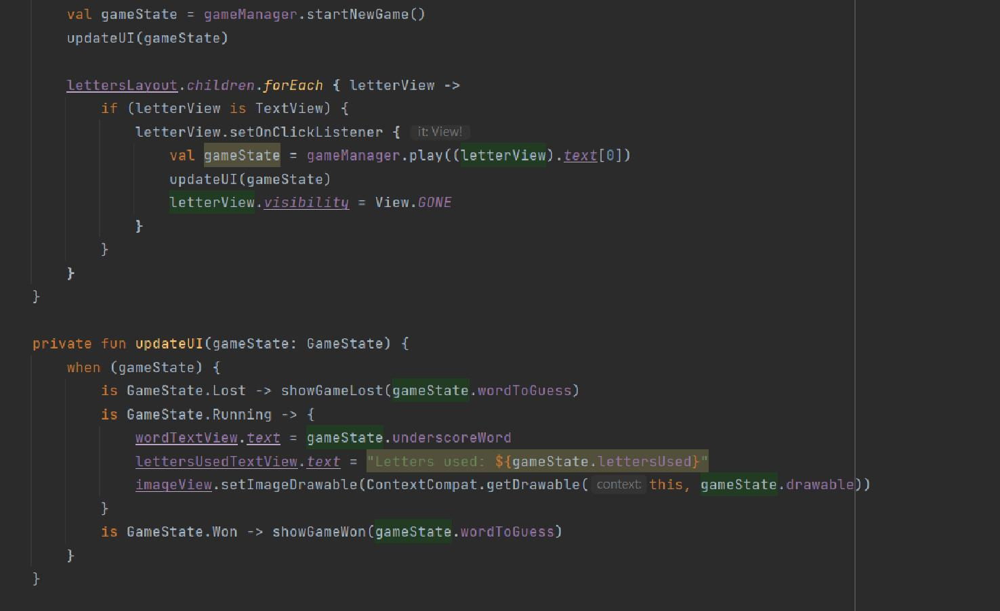 val gameState = gameManager.startNewGame()
updateUI(gameState)
lettersLayout.children.forEach { letterView ->
if (letterView is TextView) {
letterView.setOnClickListener { it: View!
val gameState = gameManager.play((letterView).text[0])
updateUI(gameState)
letterView.visibility = View.GONE
}
}
}
}
private fun updateUI(gameState: GameState) {
when (gameState) {
is GameState.Lost -> showGameLost(gameState.wordToGuess)
is GameState.Running -> {
wordTextView.text = gameState.underscoreWord
lettersUsedTextView.text = "Letters used: ${gameState.lettersUsed}"
imageView.setImageDrawable(ContextCompat.getDrawable( context: this, gameState.drawable))
}
is GameState.Won -> showGameWon(gameState.wordToGuess)
}
}